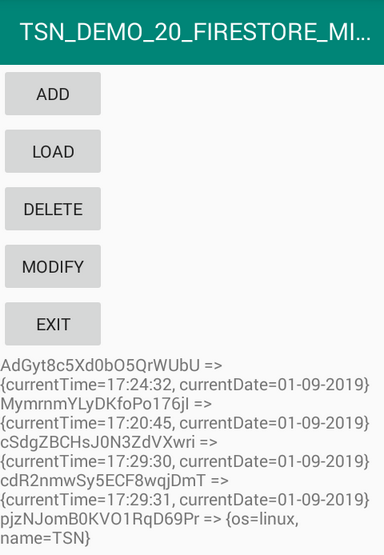 TSN_DEMO_20_FIRESTORE_MI...
ADD
LOAD
DELETE
MODIFY
EXIT
AdGyt8c5Xd0bO5QrWUbU =>
{currentTime=17:24:32, currentDate=01-09-2019}
MymrnmYLyDKfoPo176jI =>
{currentTime=17:20:45, currentDate=01-09-2019}
cSdgZBCHsJ0N3ZdVXwri =>
{currentTime=17:29:30, currentDate=01-09-2019}
cdR2nmwSy5ECF8wqjDmT =>
{currentTime=17:29:31, currentDate=01-09-2019}
pjzNJomB0KVO1RqD69Pr => {os=linux,
name=TSN}